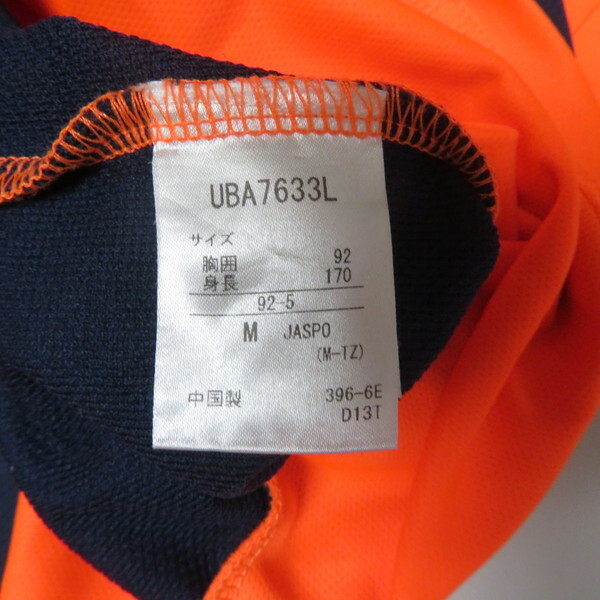 UBA7633L
サイズ
胸囲 92
身長 170
92-5
M JASPO
(M-TZ)
中国製 396-6E
D13T